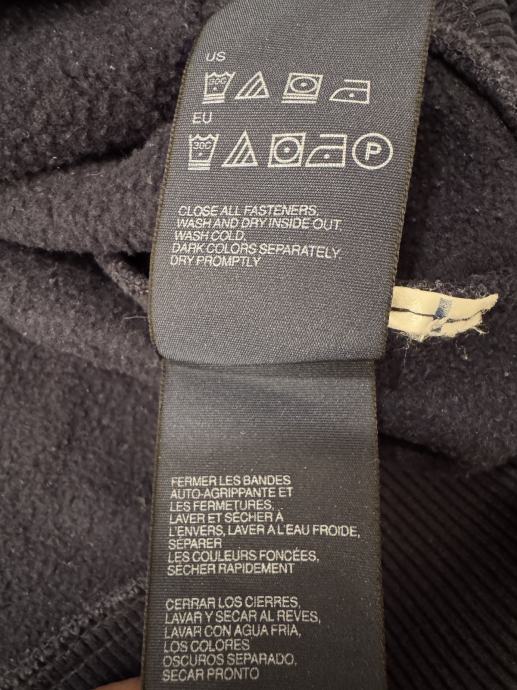 US
30C
EU
30C
P
CLOSE ALL FASTENERS,
WASH AND DRY INSIDE OUT.
WASH COLD.
DARK COLORS SEPARATELY.
DRY PROMPTLY
FERMER LES BANDES
AUTO-AGRIPPANTE ET
LES FERMETURES,
LAVER ET SÉCHER À
L'ENVERS, LAVER A L'EAU FROIDE,
SÉPARER
LES COULEURS FONCÉES,
SÉCHER RAPIDEMENT
CERRAR LOS CIERRES,
LAVAR Y SECAR AL REVES,
LAVAR CON AGUA FRIA,
LOS COLORES
OSCUROS SEPARADO,
SECAR PRONTO